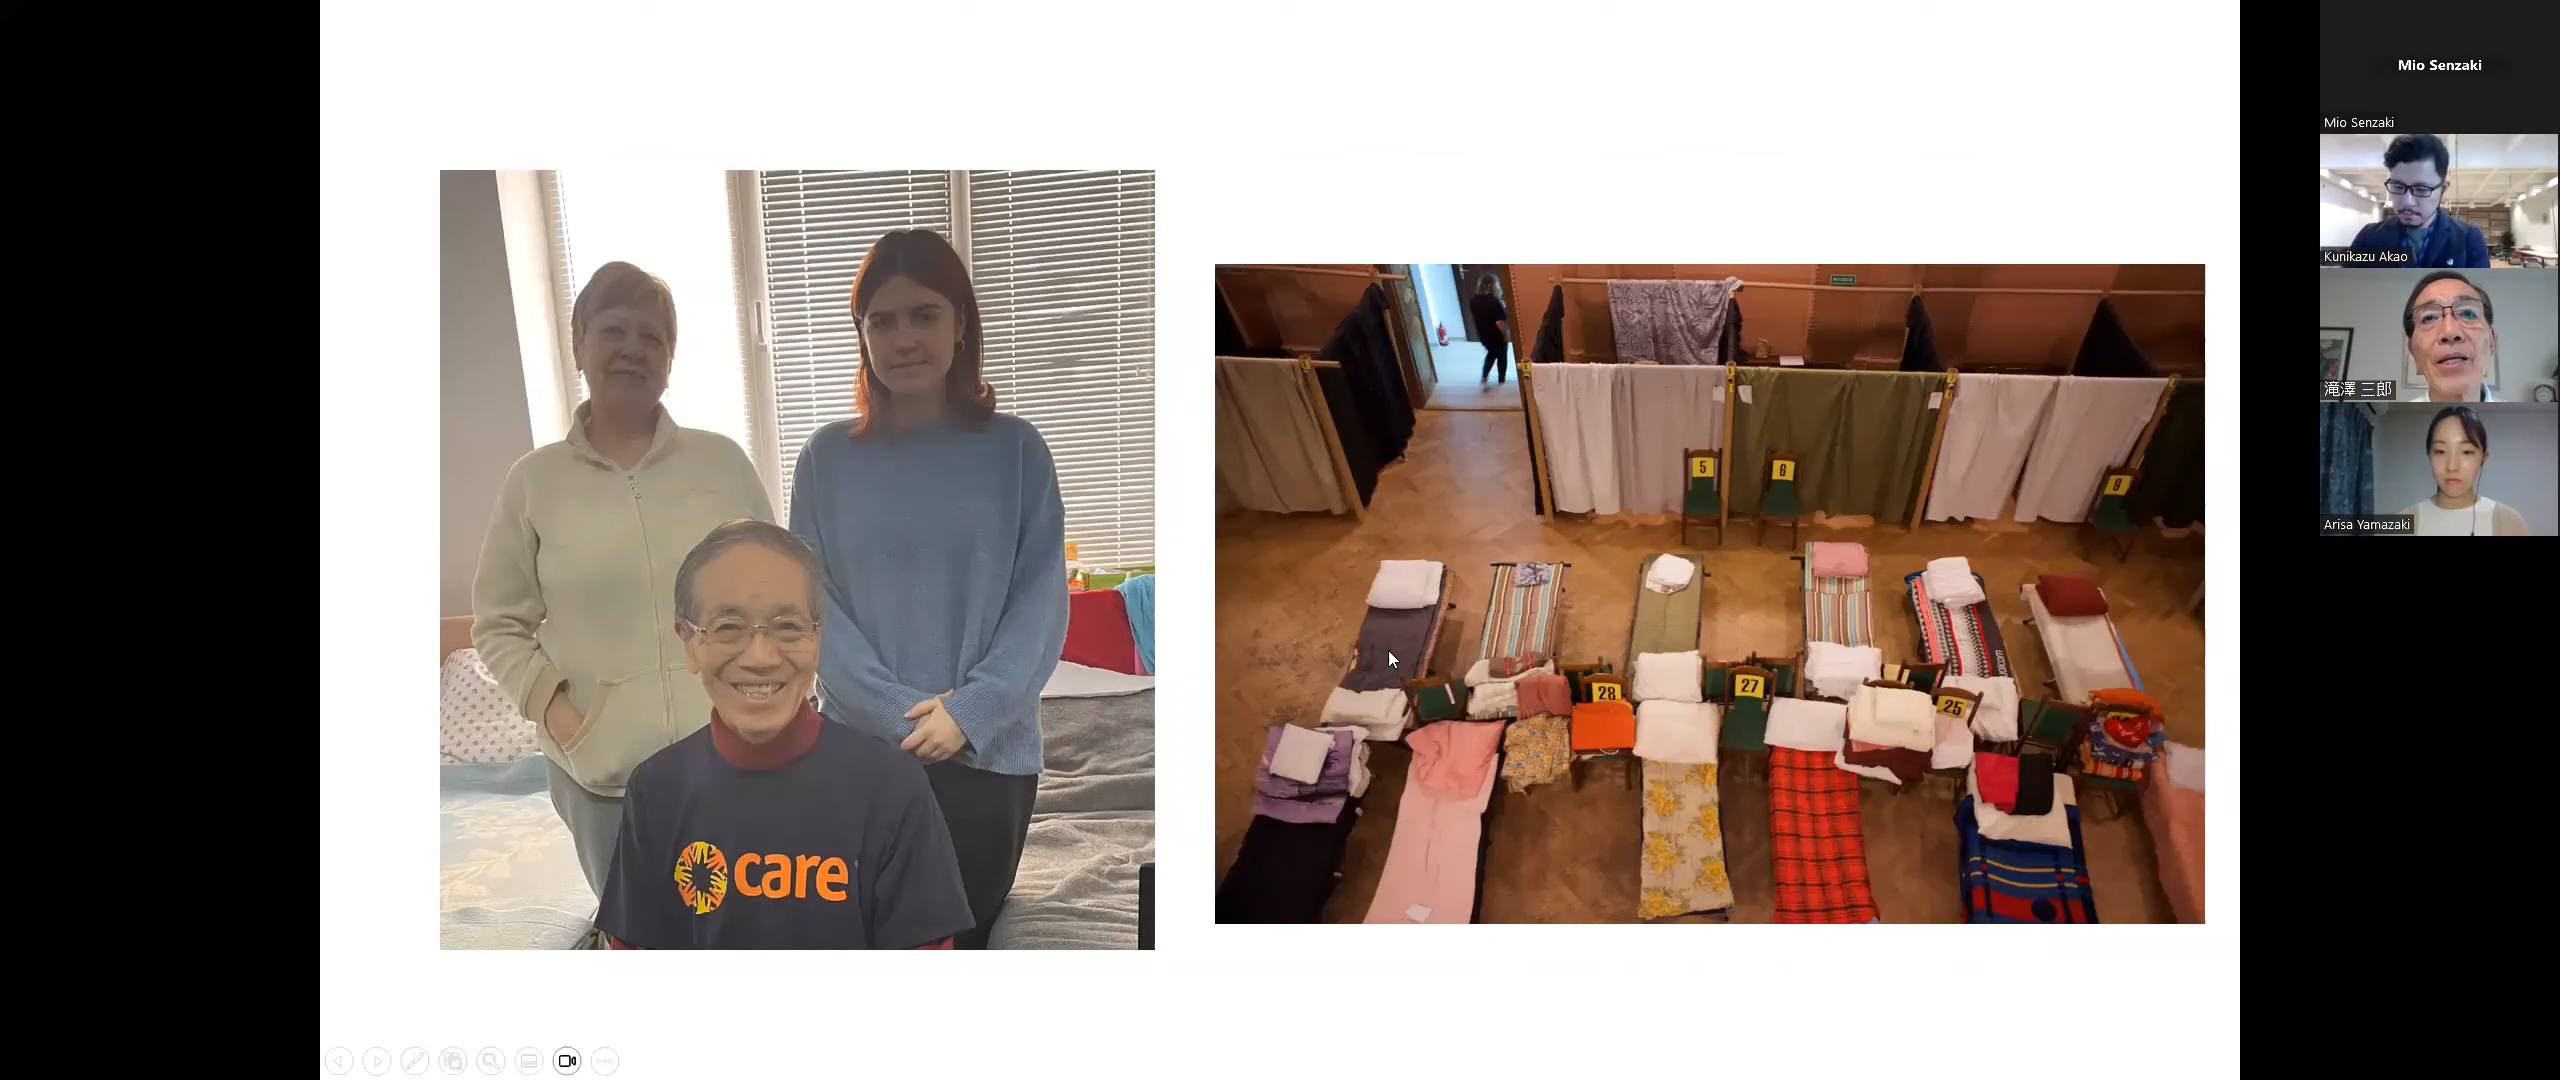 care
5
6
9
28
27
25
Mio Senzaki
Mio Senzaki
Kunikazu Akao
滝澤 三郎
Arisa Yamazaki